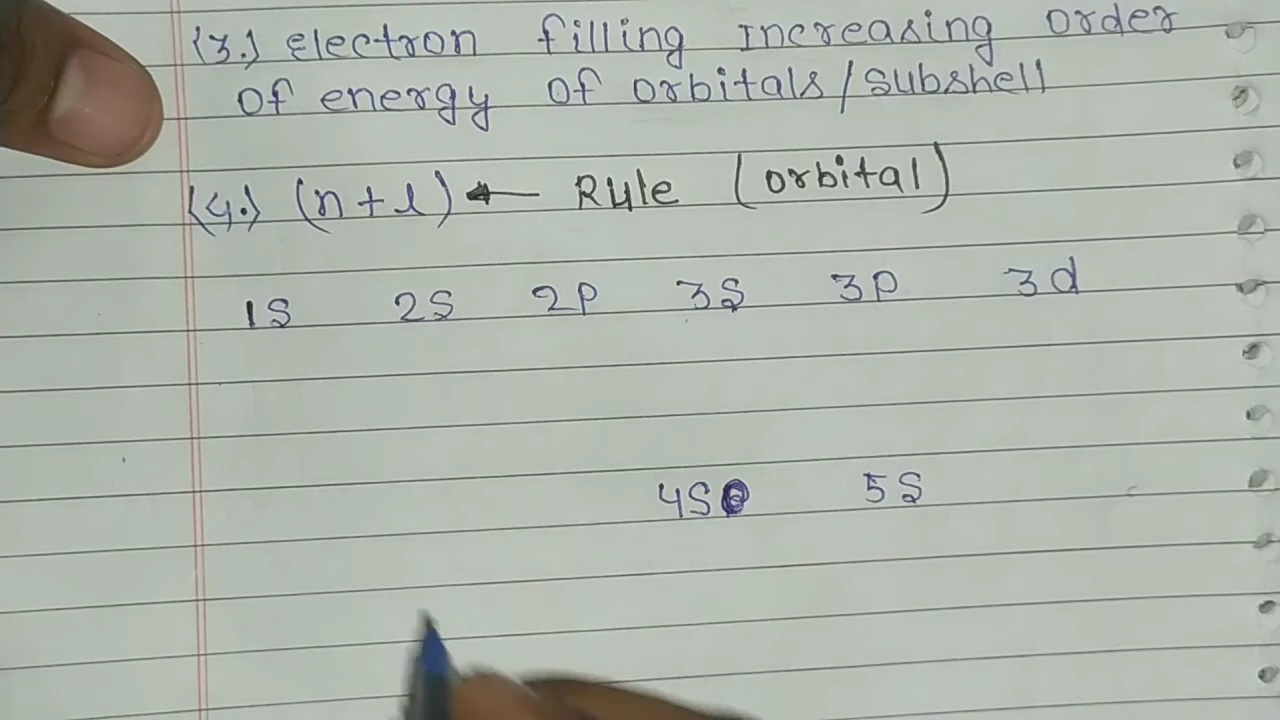 (3.) Electron filling Increasing order
of energy of orbitals/subshell
(4.) (n+l) ← Rule (orbital)
1S 2S 2P 3S 3P 3d
4S 5S